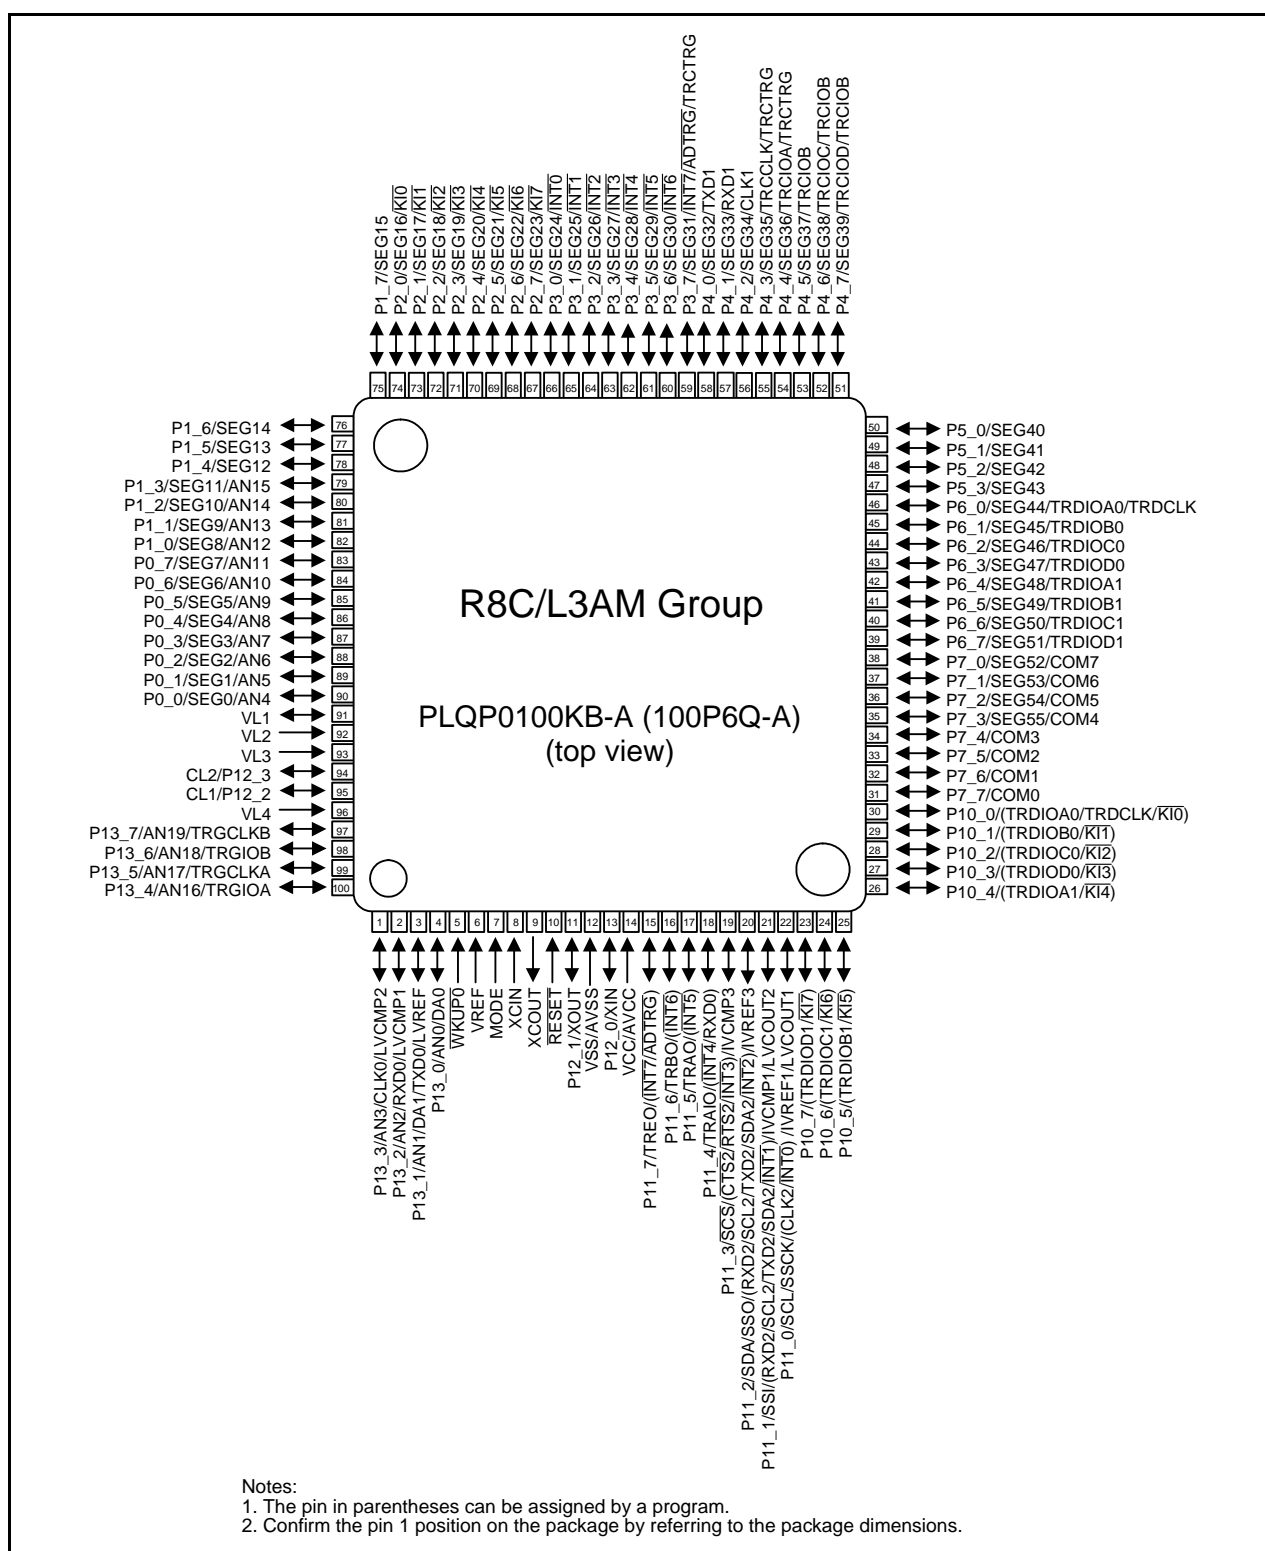 P1_7/SEG15
P2_0/SEG16/KI0
P2_1/SEG17/KI1
P2_2/SEG18/KI2
P2_3/SEG19/KI3
P2_4/SEG20/KI4
P2_5/SEG21/KI5
P2_6/SEG22/KI6
P2_7/SEG23/KI7
P3_0/SEG24/INT0
P3_1/SEG25/INT1
P3_2/SEG26/INT2
P3_3/SEG27/INT3
P3_4/SEG28/INT4
P3_5/SEG29/INT5
P3_6/SEG30/INT6
P3_7/SEG31/INT7/ADTRG/TRCTRG
P4_0/SEG32/TXD1
P4_1/SEG33/RXD1
P4_2/SEG34/CLK1
P4_3/SEG35/TRCCLK/TRCTRG
P4_4/SEG36/TRCIOA/TRCTRG
P4_5/SEG37/TRCIOB
P4_6/SEG38/TRCIOC/TRCIOB
P4_7/SEG39/TRCIOD/TRCIOB
75 74 73 72 71 70 69 68 67 66 65 64 63 62 61 60 59 58 57 56 55 54 53 52 51
P1_6/SEG14 76
P1_5/SEG13 77
P1_4/SEG12 78
P1_3/SEG11/AN15 79
P1_2/SEG10/AN14 80
P1_1/SEG9/AN13 81
P1_0/SEG8/AN12 82
P0_7/SEG7/AN11 83
P0_6/SEG6/AN10 84
P0_5/SEG5/AN9 85
P0_4/SEG4/AN8 86
P0_3/SEG3/AN7 87
P0_2/SEG2/AN6 88
P0_1/SEG1/AN5 89
P0_0/SEG0/AN4 90
VL1 91
VL2 92
VL3 93
CL2/P12_3 94
CL1/P12_2 95
VL4 96
P13_7/AN19/TRGCLKB 97
P13_6/AN18/TRGIOB 98
P13_5/AN17/TRGCLKA 99
P13_4/AN16/TRGIOA 100
R8C/L3AM Group
PLQP0100KB-A (100P6Q-A)
(top view)
50 P5_0/SEG40
49 P5_1/SEG41
48 P5_2/SEG42
47 P5_3/SEG43
46 P6_0/SEG44/TRDIOA0/TRDCLK
45 P6_1/SEG45/TRDIOB0
44 P6_2/SEG46/TRDIOC0
43 P6_3/SEG47/TRDIOD0
42 P6_4/SEG48/TRDIOA1
41 P6_5/SEG49/TRDIOB1
40 P6_6/SEG50/TRDIOC1
39 P6_7/SEG51/TRDIOD1
38 P7_0/SEG52/COM7
37 P7_1/SEG53/COM6
36 P7_2/SEG54/COM5
35 P7_3/SEG55/COM4
34 P7_4/COM3
33 P7_5/COM2
32 P7_6/COM1
31 P7_7/COM0
30 P10_0/(TRDIOA0/TRDCLK/KI0)
29 P10_1/(TRDIOB0/KI1)
28 P10_2/(TRDIOC0/KI2)
27 P10_3/(TRDIOD0/KI3)
26 P10_4/(TRDIOA1/KI4)
1 2 3 4 5 6 7 8 9 10 11 12 13 14 15 16 17 18 19 20 21 22 23 24 25
P13_3/AN3/CLK0/LVCMP2
P13_2/AN2/RXD0/LVCMP1
P13_1/AN1/DA1/TXD0/LVREF
P13_0/AN0/DA0
WKUP0
VREF
MODE
XCIN
XCOUT
RESET
P12_1/XOUT
VSS/AVSS
P12_0/XIN
VCC/AVCC
P11_7/TREO/(INT7/ADTRG)
P11_6/TRBO/(INT6)
P11_5/TRAO/(INT5)
P11_4/TRAIO/(INT4/RXD0)
P11_3/SCS/(CTS2/RTS2/INT3)/IVCMP3
P11_2/SDA/SSO/(RXD2/SCL2/TXD2/SDA2/INT2)/IVREF3
P11_1/SSI/(RXD2/SCL2/TXD2/SDA2/INT1)/IVCMP1/LVCOUT2
P11_0/SCL/SSCK/(CLK2/INT0) /IVREF1/LVCOUT1
P10_7/(TRDIOD1/KI7)
P10_6/(TRDIOC1/KI6)
P10_5/(TRDIOB1/KI5)
Notes:
1. The pin in parentheses can be assigned by a program.
2. Confirm the pin 1 position on the package by referring to the package dimensions.